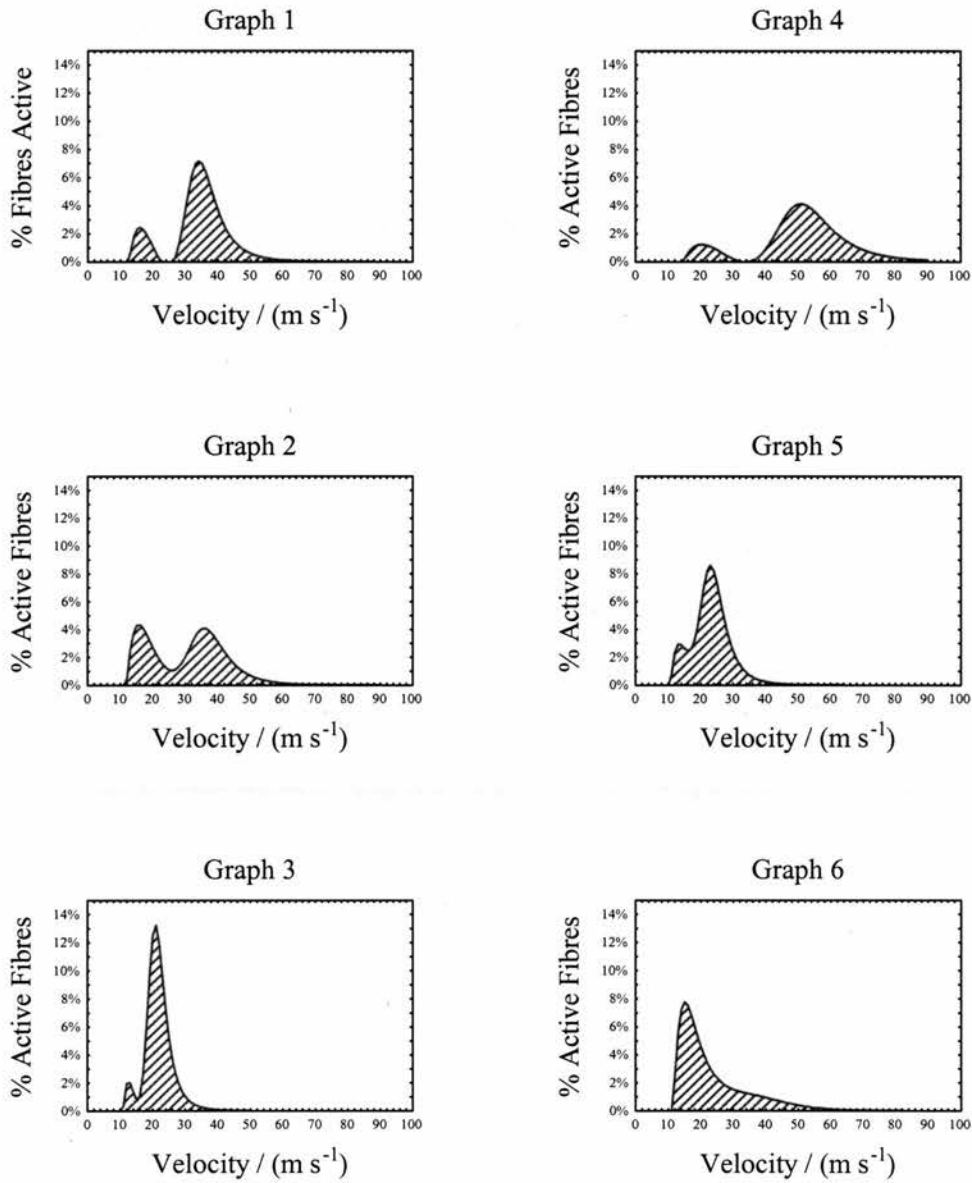 Graph 1
% Fibres Active
14%
12%
10%
8%
6%
4%
2%
0%
0 10 20 30 40 50 60 70 80 90 100
Velocity / (m s⁻¹)
Graph 4
% Active Fibres
14%
12%
10%
8%
6%
4%
2%
0%
0 10 20 30 40 50 60 70 80 90 100
Velocity / (m s⁻¹)
Graph 2
% Active Fibres
14%
12%
10%
8%
6%
4%
2%
0%
0 10 20 30 40 50 60 70 80 90 100
Velocity / (m s⁻¹)
Graph 5
% Active Fibres
14%
12%
10%
8%
6%
4%
2%
0%
0 10 20 30 40 50 60 70 80 90 100
Velocity / (m s⁻¹)
Graph 3
% Active Fibres
14%
12%
10%
8%
6%
4%
2%
0%
0 10 20 30 40 50 60 70 80 90 100
Velocity / (m s⁻¹)
Graph 6
% Active Fibres
14%
12%
10%
8%
6%
4%
2%
0%
0 10 20 30 40 50 60 70 80 90 100
Velocity / (m s⁻¹)